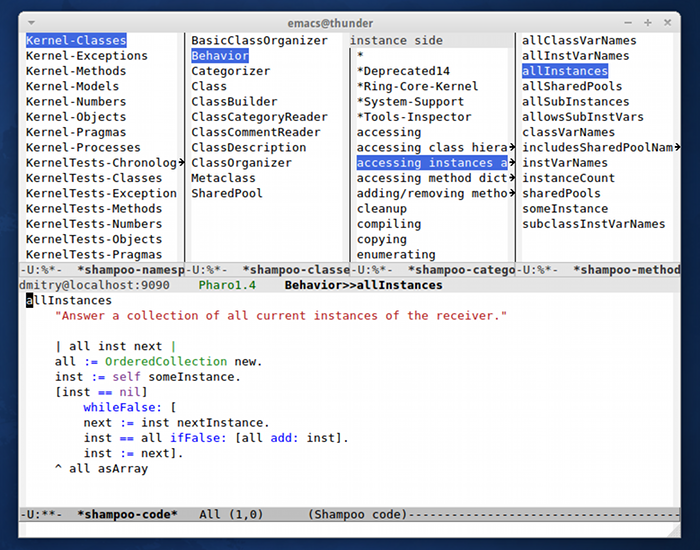 emacs@thunder
Kernel-Classes
Kernel-Exceptions
Kernel-Methods
Kernel-Models
Kernel-Numbers
Kernel-Objects
Kernel-Pragmas
Kernel-Processes
KernelTests-Chronolog
KernelTests-Classes
KernelTests-Exception
KernelTests-Methods
KernelTests-Numbers
KernelTests-Objects
KernelTests-Pragmas
-U:%*- *shampoo-namesp
BasicClassOrganizer
Behavior
Categorizer
Class
ClassBuilder
ClassCategoryReader
ClassCommentReader
ClassDescription
ClassOrganizer
Metaclass
SharedPool
-U:%*- *shampoo-classe
instance side
*
*Deprecated14
*Ring-Core-Kernel
*System-Support
*Tools-Inspector
accessing
accessing class hiera
accessing instances a
accessing method dict
adding/removing metho
cleanup
compiling
copying
enumerating
-U:%*- *shampoo-catego
allClassVarNames
allInstVarNames
allInstances
allSharedPools
allSubInstances
allowsSubInstVars
classVarNames
includesSharedPoolNam
instVarNames
instanceCount
sharedPools
someInstance
subclassInstVarNames
-U:%*- *shampoo-method
dmitry@localhost:9090 Pharo1.4 Behavior>>allInstances
allInstances
"Answer a collection of all current instances of the receiver."
| all inst next |
all := OrderedCollection new.
inst := self someInstance.
[inst == nil]
whileFalse: [
next := inst nextInstance.
inst == all ifFalse: [all add: inst].
inst := next].
^ all asArray
-U:**- *shampoo-code* All (1,0) (Shampoo code)------------------------------------